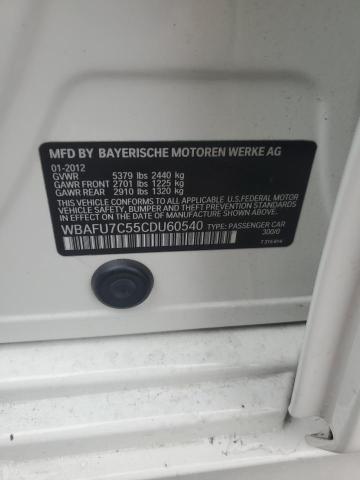 MFD BY BAYERISCHE MOTOREN WERKE AG
01-2012
GVWR 5379 lbs 2440 kg
GAWR FRONT 2701 lbs 1225 kg
GAWR REAR 2910 lbs 1320 kg
THIS VEHICLE CONFORMS TO ALL APPLICABLE U.S.FEDERAL MOTOR
VEHICLE SAFETY, BUMPER, AND THEFT PREVENTION STANDARDS
IN EFFECT ON THE DATE OF MANUFACTURE SHOWN ABOVE.
WBAFU7C55CDU60540 TYPE: PASSENGER CAR
300/0